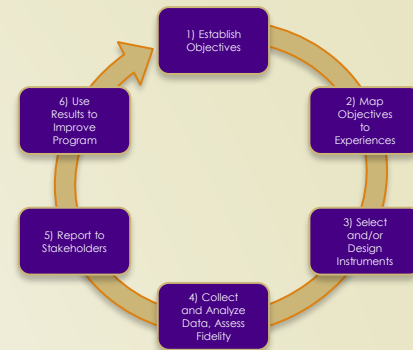 1) Establish
Objectives
2) Map
Objectives
to
Experiences
3) Select
and/or
Design
Instruments
4) Collect
and Analyze
Data, Assess
Fidelity
5) Report to
Stakeholders
6) Use
Results to
Improve
Program